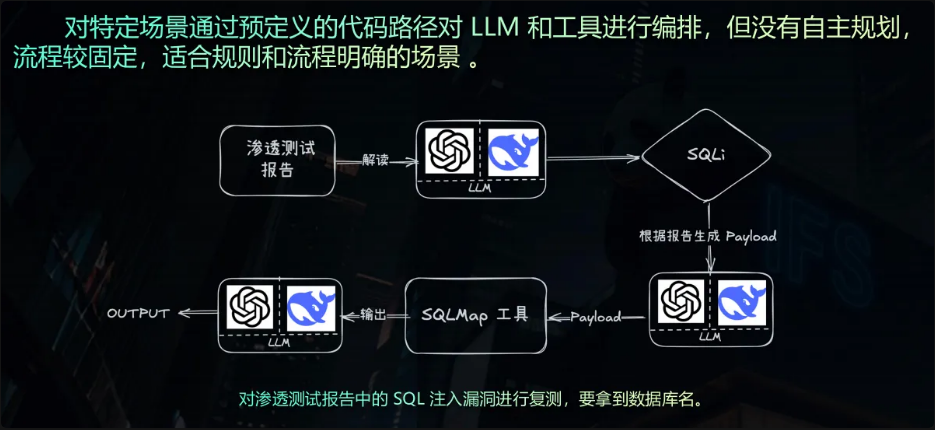 对特定场景通过预定义的代码路径对 LLM 和工具进行编排，但没有自主规划，
流程较固定，适合规则和流程明确的场景 。
渗透测试
报告
解读
LLM
SQLi
根据报告生成 Payload
LLM
Payload
SQLMap 工具
输出
LLM
OUTPUT
对渗透测试报告中的 SQL 注入漏洞进行复测，要拿到数据库名。
IFS